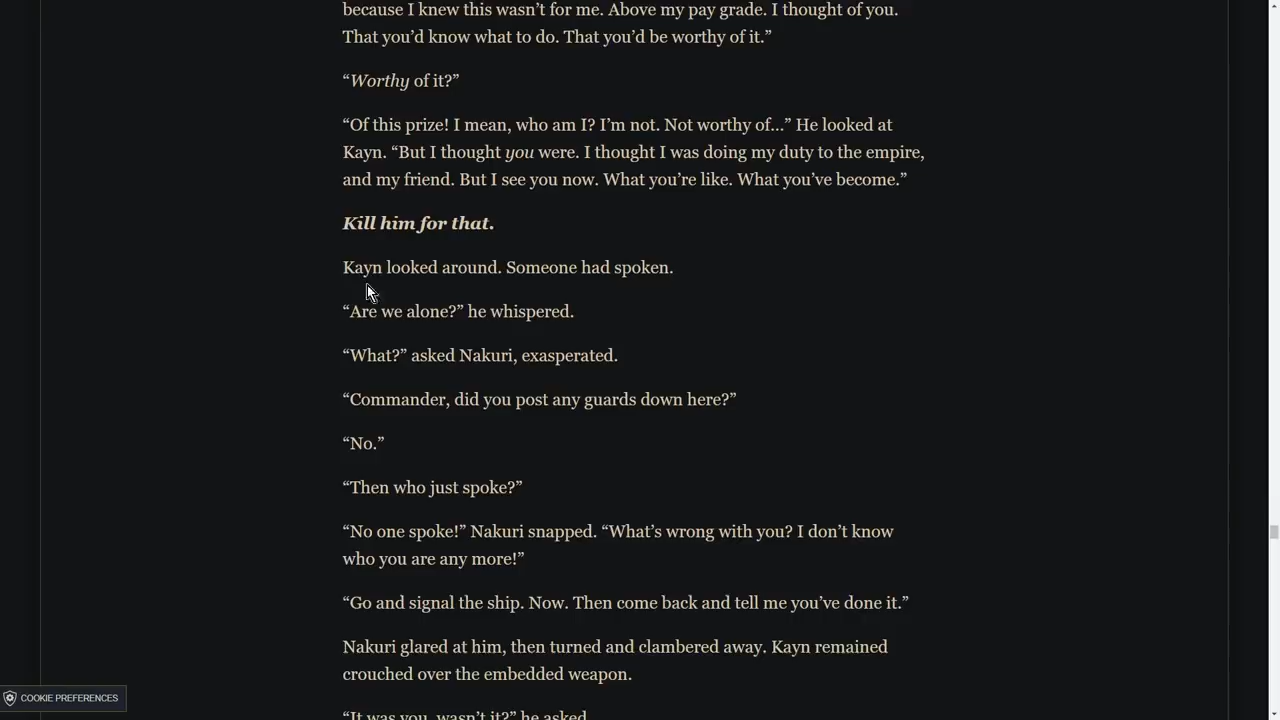 because I knew this wasn’t for me. Above my pay grade. I thought of you.
That you’d know what to do. That you’d be worthy of it.”
“Worthy of it?”
“Of this prize! I mean, who am I? I’m not. Not worthy of…” He looked at
Kayn. “But I thought you were. I thought I was doing my duty to the empire,
and my friend. But I see you now. What you’re like. What you’ve become.”
Kill him for that.
Kayn looked around. Someone had spoken.
“Are we alone?” he whispered.
“What?” asked Nakuri, exasperated.
“Commander, did you post any guards down here?”
“No.”
“Then who just spoke?”
“No one spoke!” Nakuri snapped. “What’s wrong with you? I don’t know
who you are any more!”
“Go and signal the ship. Now. Then come back and tell me you’ve done it.”
Nakuri glared at him, then turned and clambered away. Kayn remained
crouched over the embedded weapon.
“It was you, wasn’t it?” he asked
COOKIE PREFERENCES